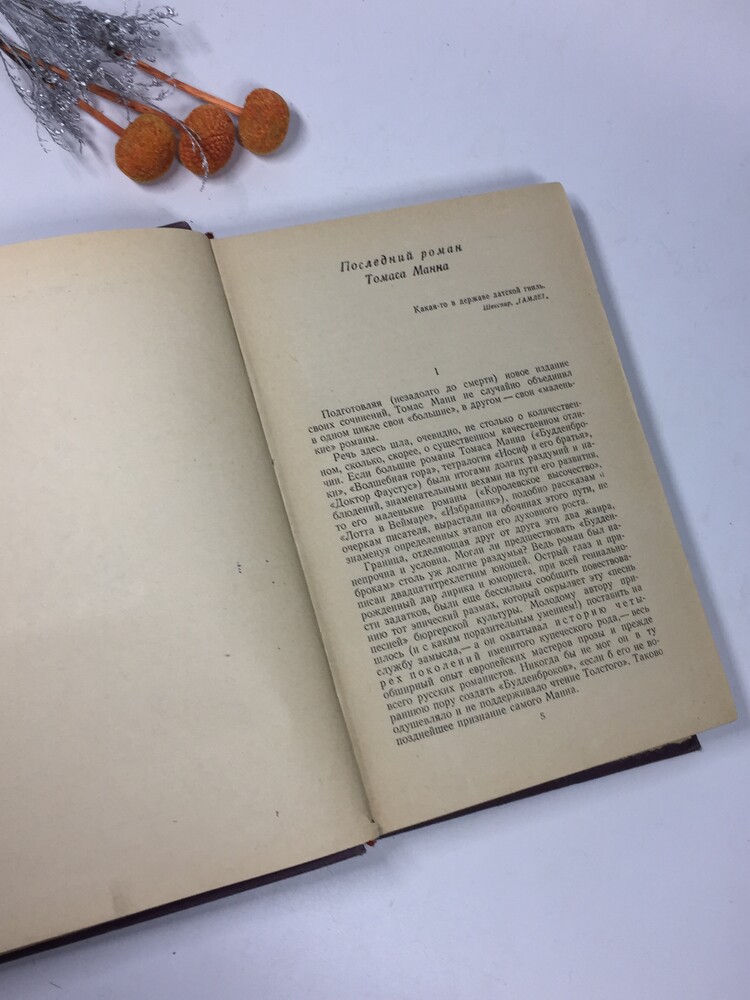 Последний роман
Томаса Манна
Какая-то в державе датской гниль.
Шекспир, „ГАМЛЕТ„
I
Подготовляя (незадолго до смерти) новое издание
своих сочинений, Томас Манн не случайно объединил
в одном цикле свои «большие», в другом — свои «малень-
кие» романы.
Речь здесь шла, очевидно, не столько о количествен-
ном, сколько, скорее, о существенном качественном отли-
чии. Если большие романы Томаса Манна («Будденбро-
ки», «Волшебная гора», тетралогия «Иосиф и его братья»,
«Доктор Фаустус») были итогами долгих раздумий и на-
блюдений, знаменательными вехами на пути его развития,
то его маленькие романы («Королевское высочество»,
«Лотта в Веймаре», «Избранник»), подобно рассказам и
очеркам писателя, вырастали на обочинах этого пути, не
знаменуя определенных этапов его духовного роста.
Граница, отделяющая друг от друга эти два жанра,
непрочна и условна. Могли ли предшествовать «Будден-
брокам» столь уж долгие раздумья? Ведь роман был на-
писан двадцатитрехлетним юношей. Острый глаз и при-
рожденный дар лирика и юмориста, при всей гениально-
сти задатков, были еще бессильны сообщить повествова-
нию тот эпический размах, который окрыляет эту «песнь
песней» бюргерской культуры. Молодому автору при-
шлось (и с каким поразительным умением!) поставить на
службу замысла,— а он охватывал историю четы-
рех поколений именитого купеческого рода,— весь
обширный опыт европейских мастеров прозы и прежде
всего русских романистов. Никогда бы не мог он в ту
раннюю пору создать «Будденброков», «если б его не во-
одушевляло и не поддерживало чтение Толстого». Таково
позднейшее признание самого Манна.
5